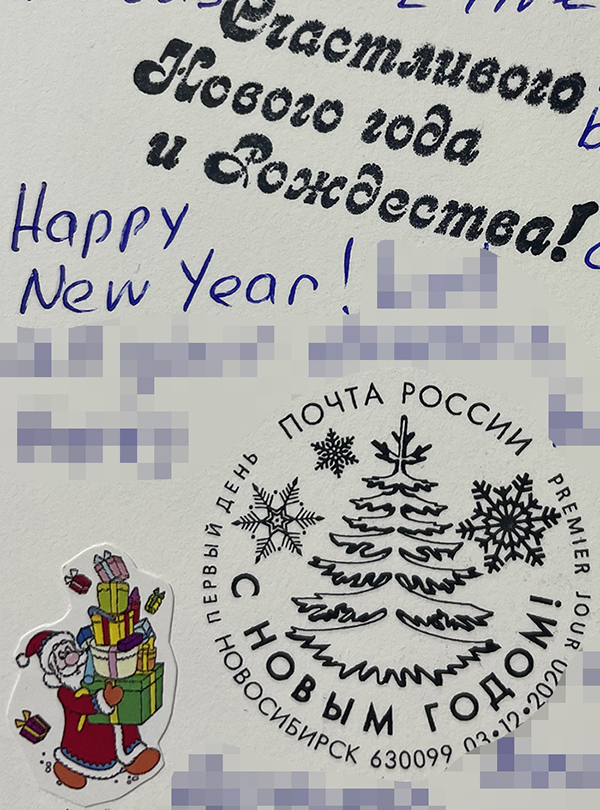 Счастливого
Нового года
и Рождества!
Happy
New Year!
ПОЧТА РОССИИ
ПЕРВЫЙ ДЕНЬ
PREMIER JOUR
С НОВЫМ ГОДОМ!
НОВОСИБИРСК 630099 03.12.2020